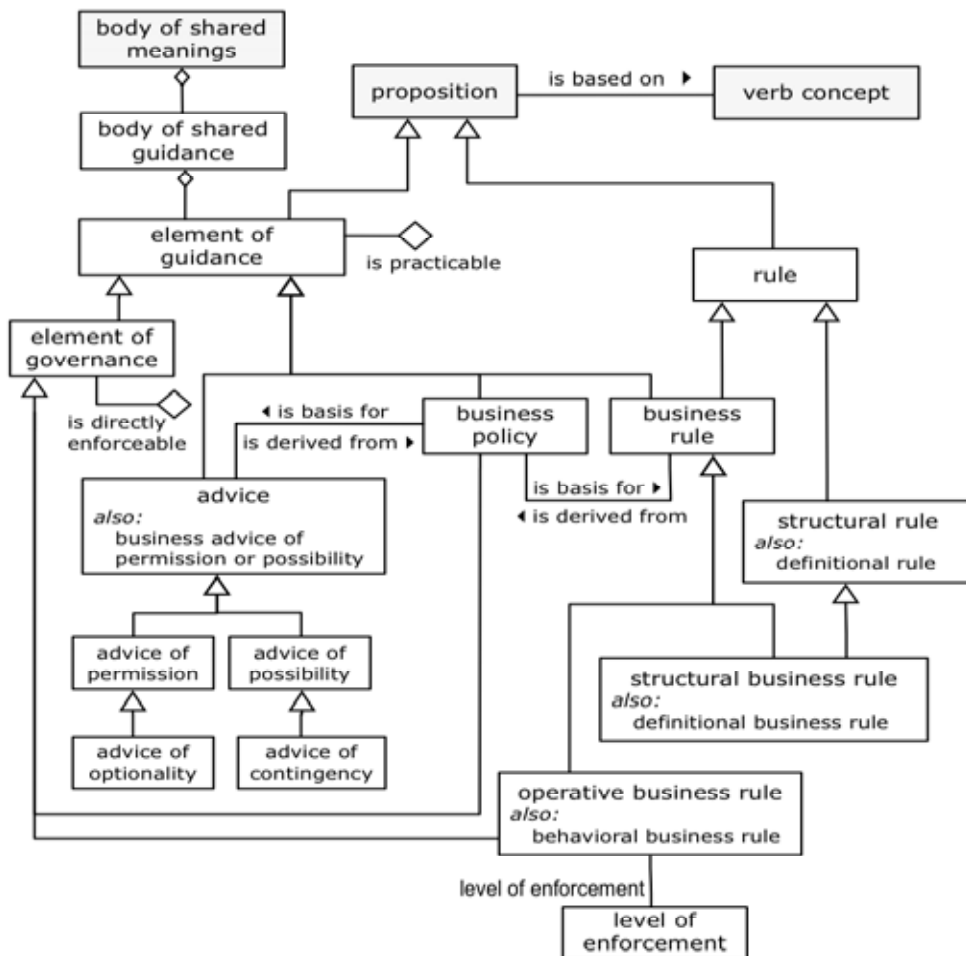 body of shared
meanings
proposition
is based on ▶
verb concept
body of shared
guidance
element of
guidance
is practicable
rule
element of
governance
is directly
enforceable
◀ is basis for
is derived from ▶
business
policy
business
rule
is basis for ▶
◀ is derived from
advice
also:
business advice of
permission or possibility
structural rule
also:
definitional rule
advice of
permission
advice of
possibility
structural business rule
also:
definitional business rule
advice of
optionality
advice of
contingency
operative business rule
also:
behavioral business rule
level of enforcement
level of
enforcement